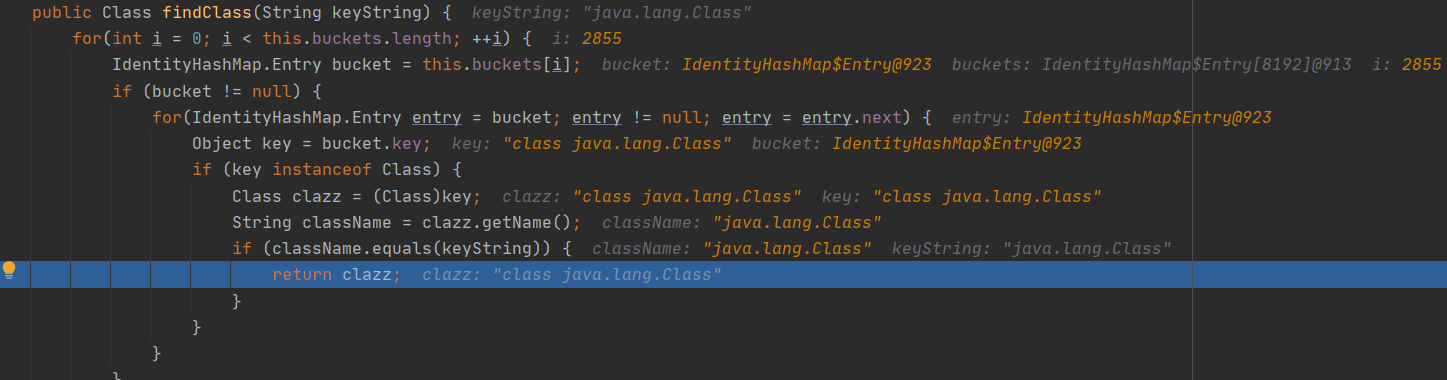 public Class findClass(String keyString) {  keyString: "java.lang.Class"
for(int i = 0; i < this.buckets.length; ++i) {  i: 2855
IdentityHashMap.Entry bucket = this.buckets[i];  bucket: IdentityHashMap$Entry@923  buckets: IdentityHashMap$Entry[8192]@913  i: 2855
if (bucket != null) {
for(IdentityHashMap.Entry entry = bucket; entry != null; entry = entry.next) {  entry: IdentityHashMap$Entry@923
Object key = bucket.key;  key: "class java.lang.Class"  bucket: IdentityHashMap$Entry@923
if (key instanceof Class) {
Class clazz = (Class)key;  clazz: "class java.lang.Class"  key: "class java.lang.Class"
String className = clazz.getName();  className: "java.lang.Class"
if (className.equals(keyString)) {  className: "java.lang.Class"  keyString: "java.lang.Class"
return clazz;  clazz: "class java.lang.Class"
}
}
}
}